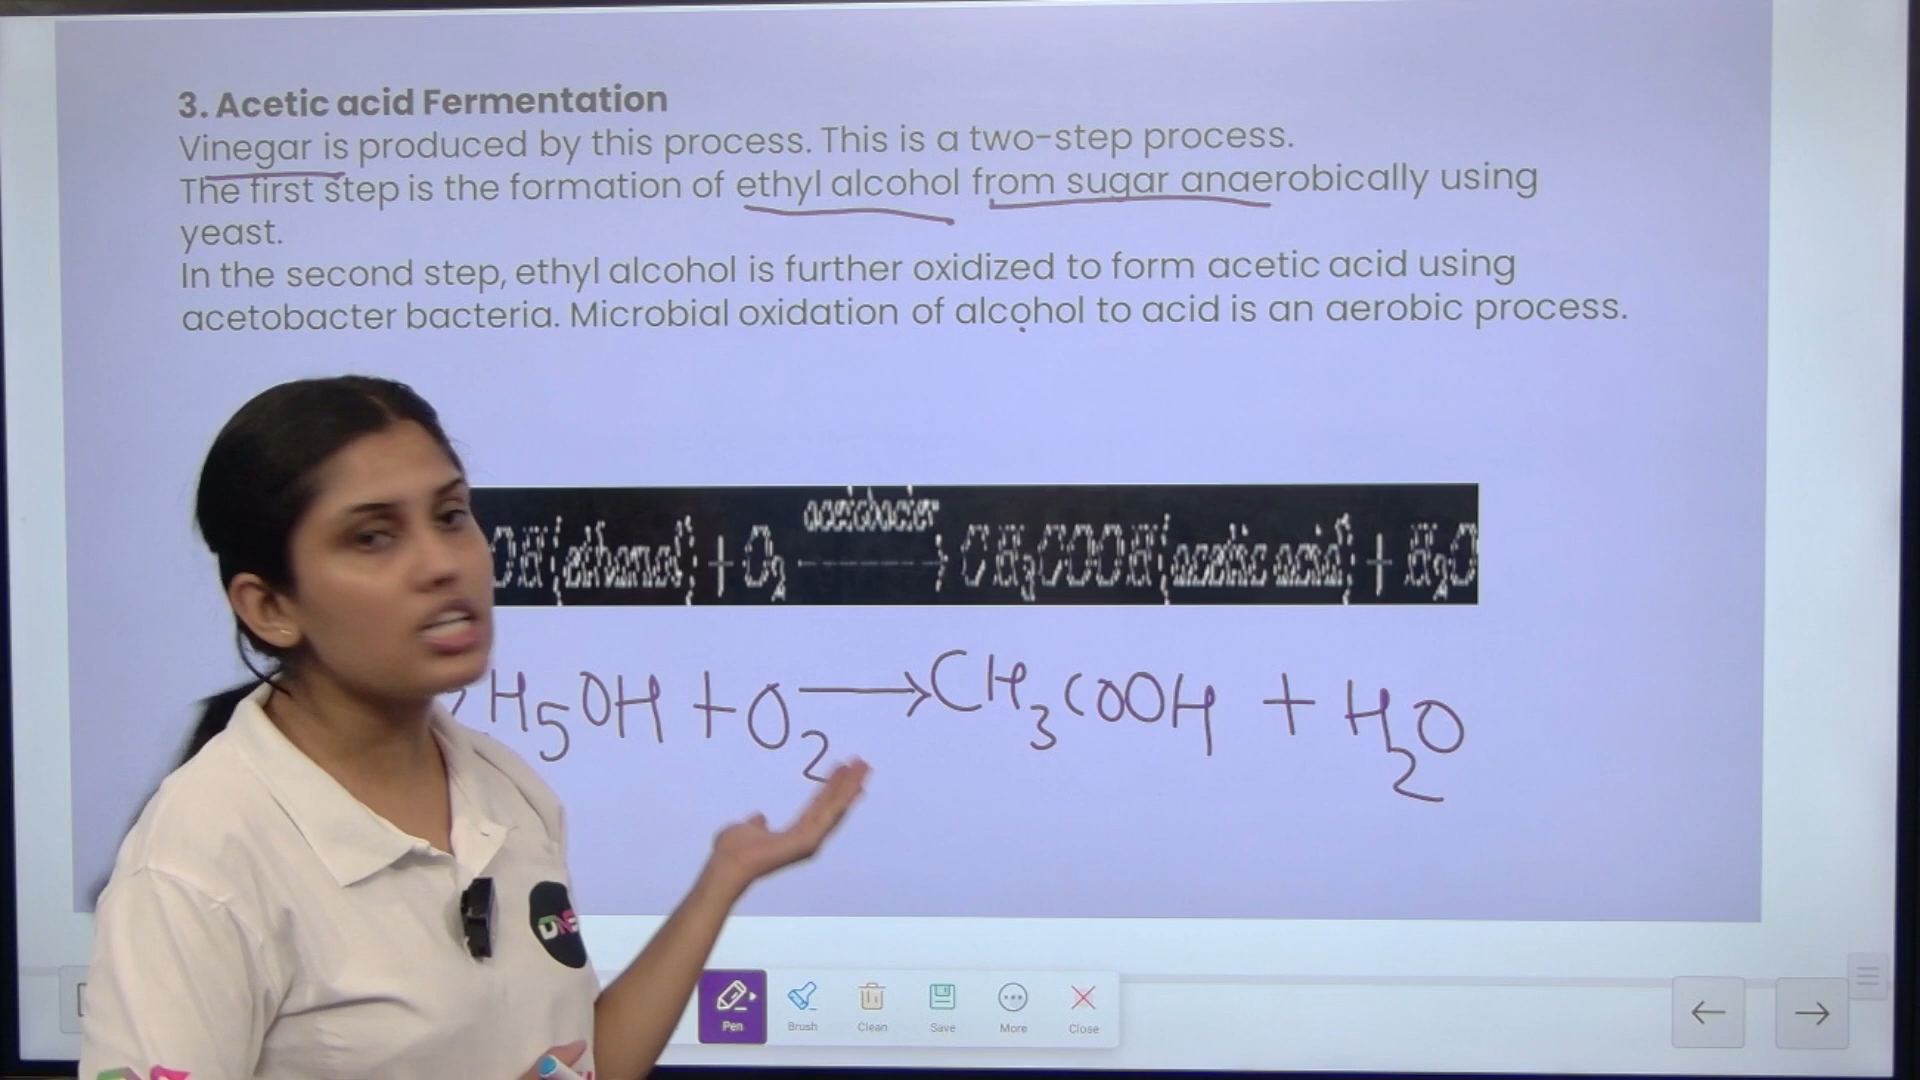 3. Acetic acid Fermentation
Vinegar is produced by this process. This is a two-step process.
The first step is the formation of ethyl alcohol from sugar anaerobically using
yeast.
In the second step, ethyl alcohol is further oxidized to form acetic acid using
acetobacter bacteria. Microbial oxidation of alcohol to acid is an aerobic process.
acetobacter
OH(ethanol) + O₂ → CH₃COOH(acetic acid) + H₂O
H₅OH + O₂ → CH₃COOH + H₂O
Pen Brush Clean Save More Close